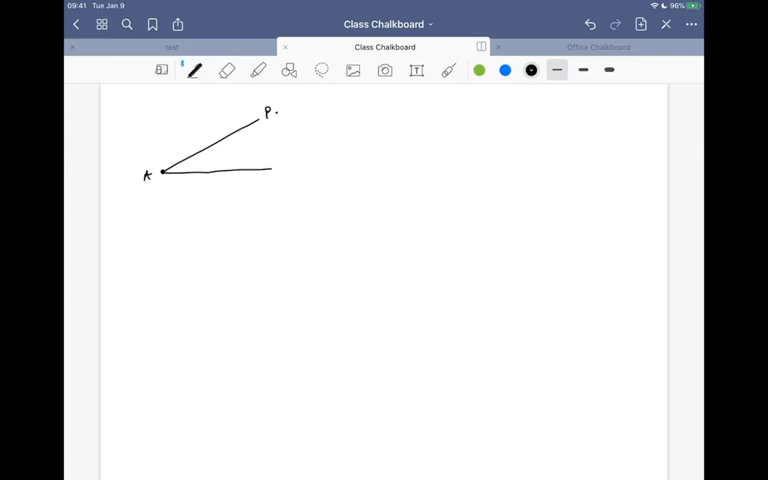 09:41 Tue Jan 9
96%
Class Chalkboard
test
Class Chalkboard
Office Chalkboard
T
P.
A